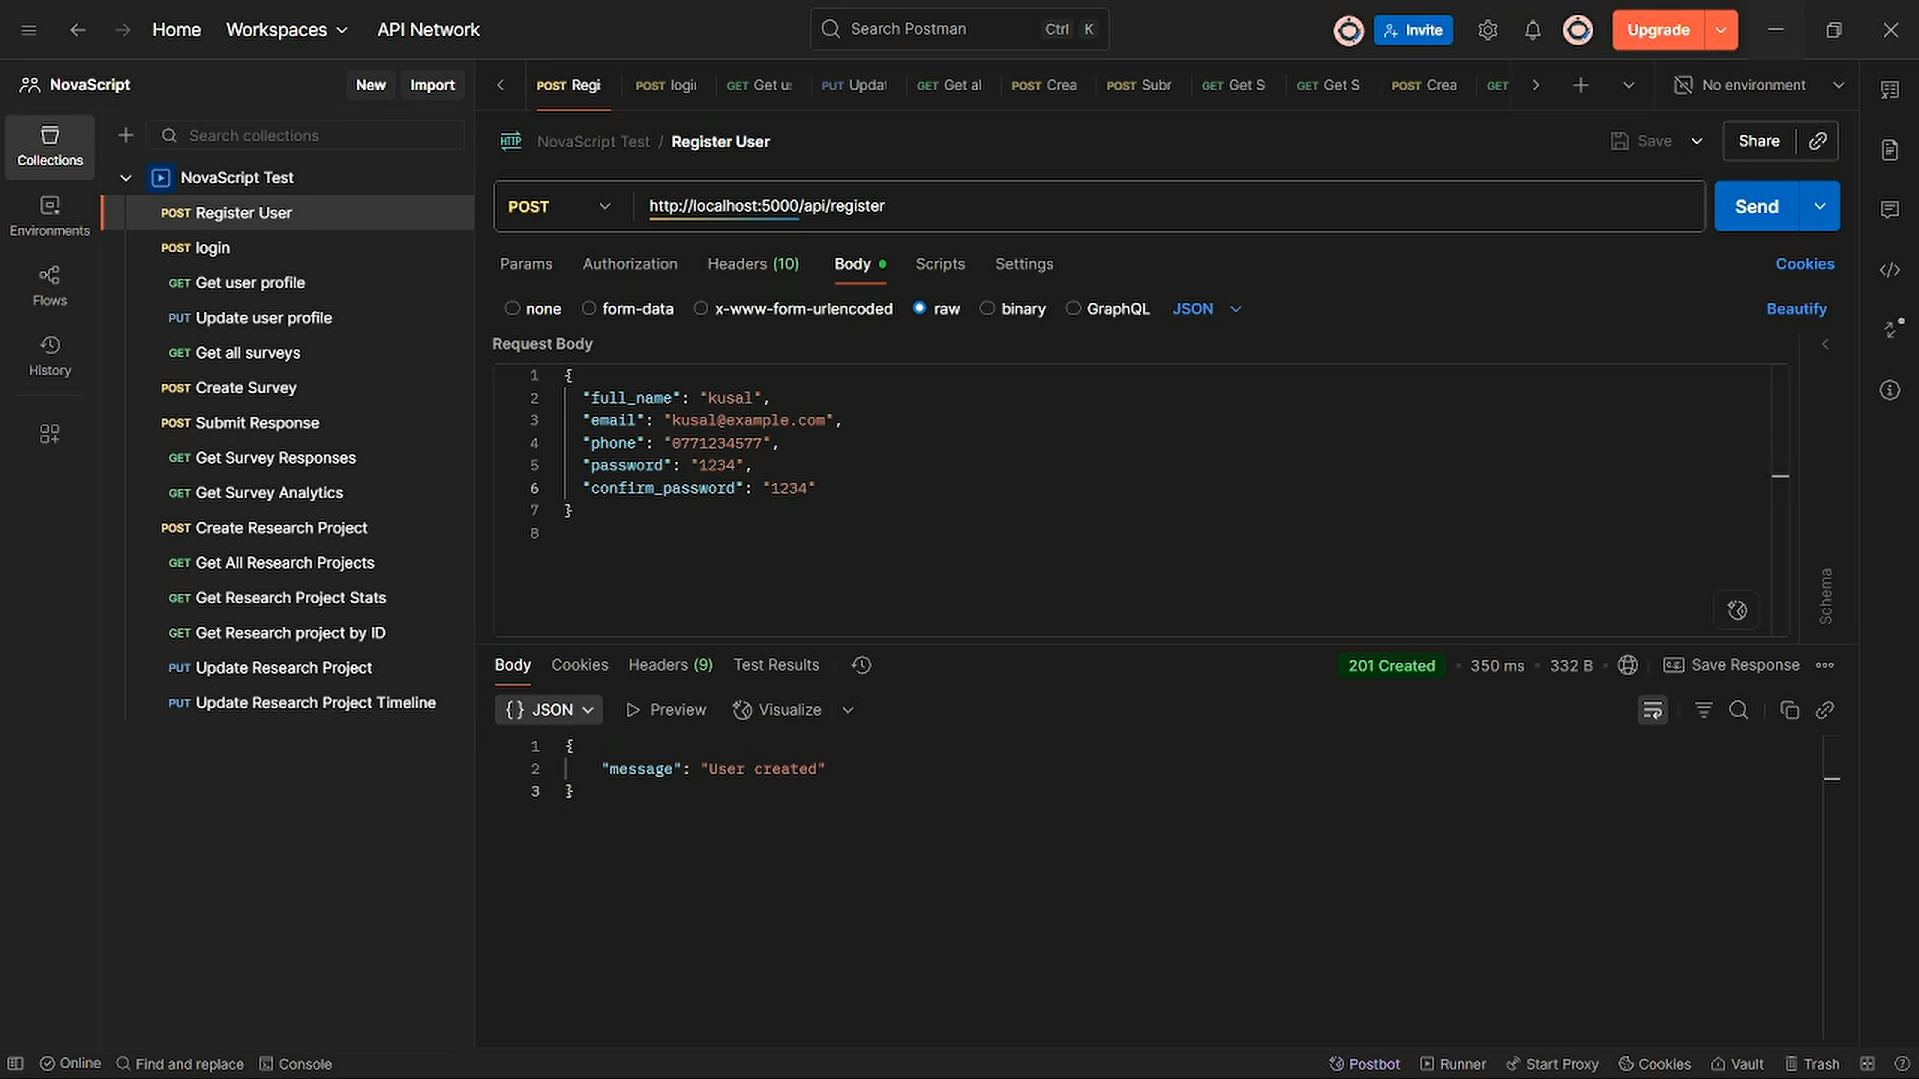 Home Workspaces API Network Search Postman Ctrl K Invite Upgrade
NovaScript New Import
POST Regi POST logi GET Get u PUT Updat GET Get al POST Crea POST Subr GET Get S GET Get S POST Crea GET No environment
Collections
Environments
Flows
History
Search collections
NovaScript Test
POST Register User
POST login
GET Get user profile
PUT Update user profile
GET Get all surveys
POST Create Survey
POST Submit Response
GET Get Survey Responses
GET Get Survey Analytics
POST Create Research Project
GET Get All Research Projects
GET Get Research Project Stats
GET Get Research project by ID
PUT Update Research Project
PUT Update Research Project Timeline
HTTP NovaScript Test / Register User Save Share
POST http://localhost:5000/api/register Send
Params Authorization Headers (10) Body Scripts Settings Cookies
none form-data x-www-form-urlencoded raw binary GraphQL JSON Beautify
Request Body
1 {
2 "full_name": "kusal",
3 "email": "kusal@example.com",
4 "phone": "0771234577",
5 "password": "1234",
6 "confirm_password": "1234"
7 }
8
Schema
Body Cookies Headers (9) Test Results 201 Created 350 ms 332 B Save Response
{} JSON Preview Visualize
1 {
2 "message": "User created"
3 }
Online Find and replace Console Postbot Runner Start Proxy Cookies Vault Trash